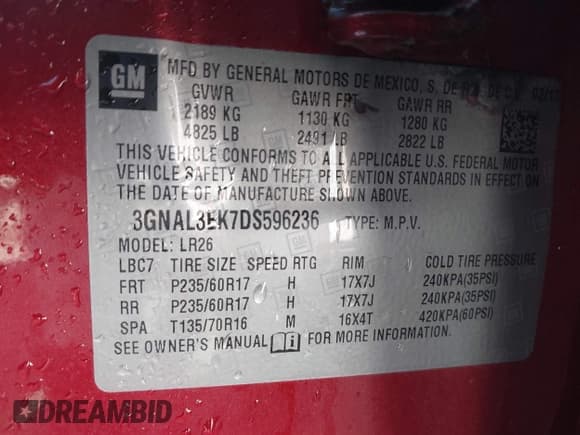 GM
MFD BY GENERAL MOTORS DE MEXICO, S. DE R.L. DE C.V.
GVWR GAWR FRT GAWR RR
2189 KG 1130 KG 1280 KG
4825 LB 2491 LB 2822 LB
THIS VEHICLE CONFORMS TO ALL APPLICABLE U.S. FEDERAL MOTOR
VEHICLE SAFETY AND THEFT PREVENTION STANDARDS IN EFFECT ON
THE DATE OF MANUFACTURE SHOWN ABOVE.
3GNAL3EK7DS596236 TYPE: M.P.V.
MODEL: LR26
LBC7 TIRE SIZE SPEED RTG RIM COLD TIRE PRESSURE
FRT P235/60R17 H 17X7J 240KPA(35PSI)
RR P235/60R17 H 17X7J 240KPA(35PSI)
SPA T135/70R16 M 16X4T 420KPA(60PSI)
SEE OWNER'S MANUAL FOR MORE INFORMATION.
DREAMBID